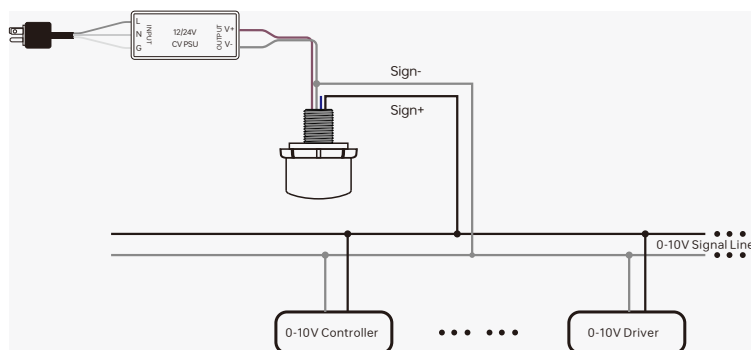 L
N
G
INPUT
12/24V
CV PSU
OUTPUT
V+
V-
Sign-
Sign+
0-10V Signal Line
0-10V Controller
0-10V Driver